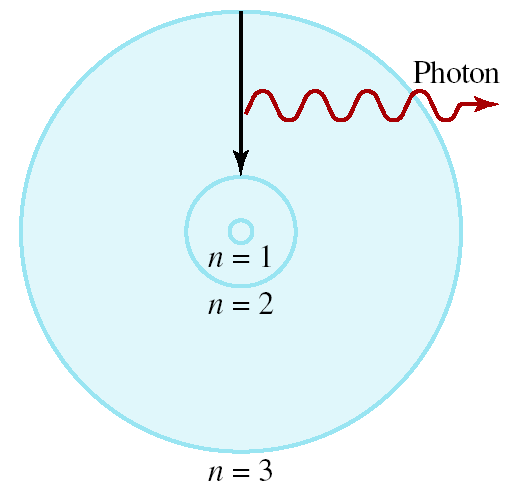 Photon
n = 1
n = 2
n = 3